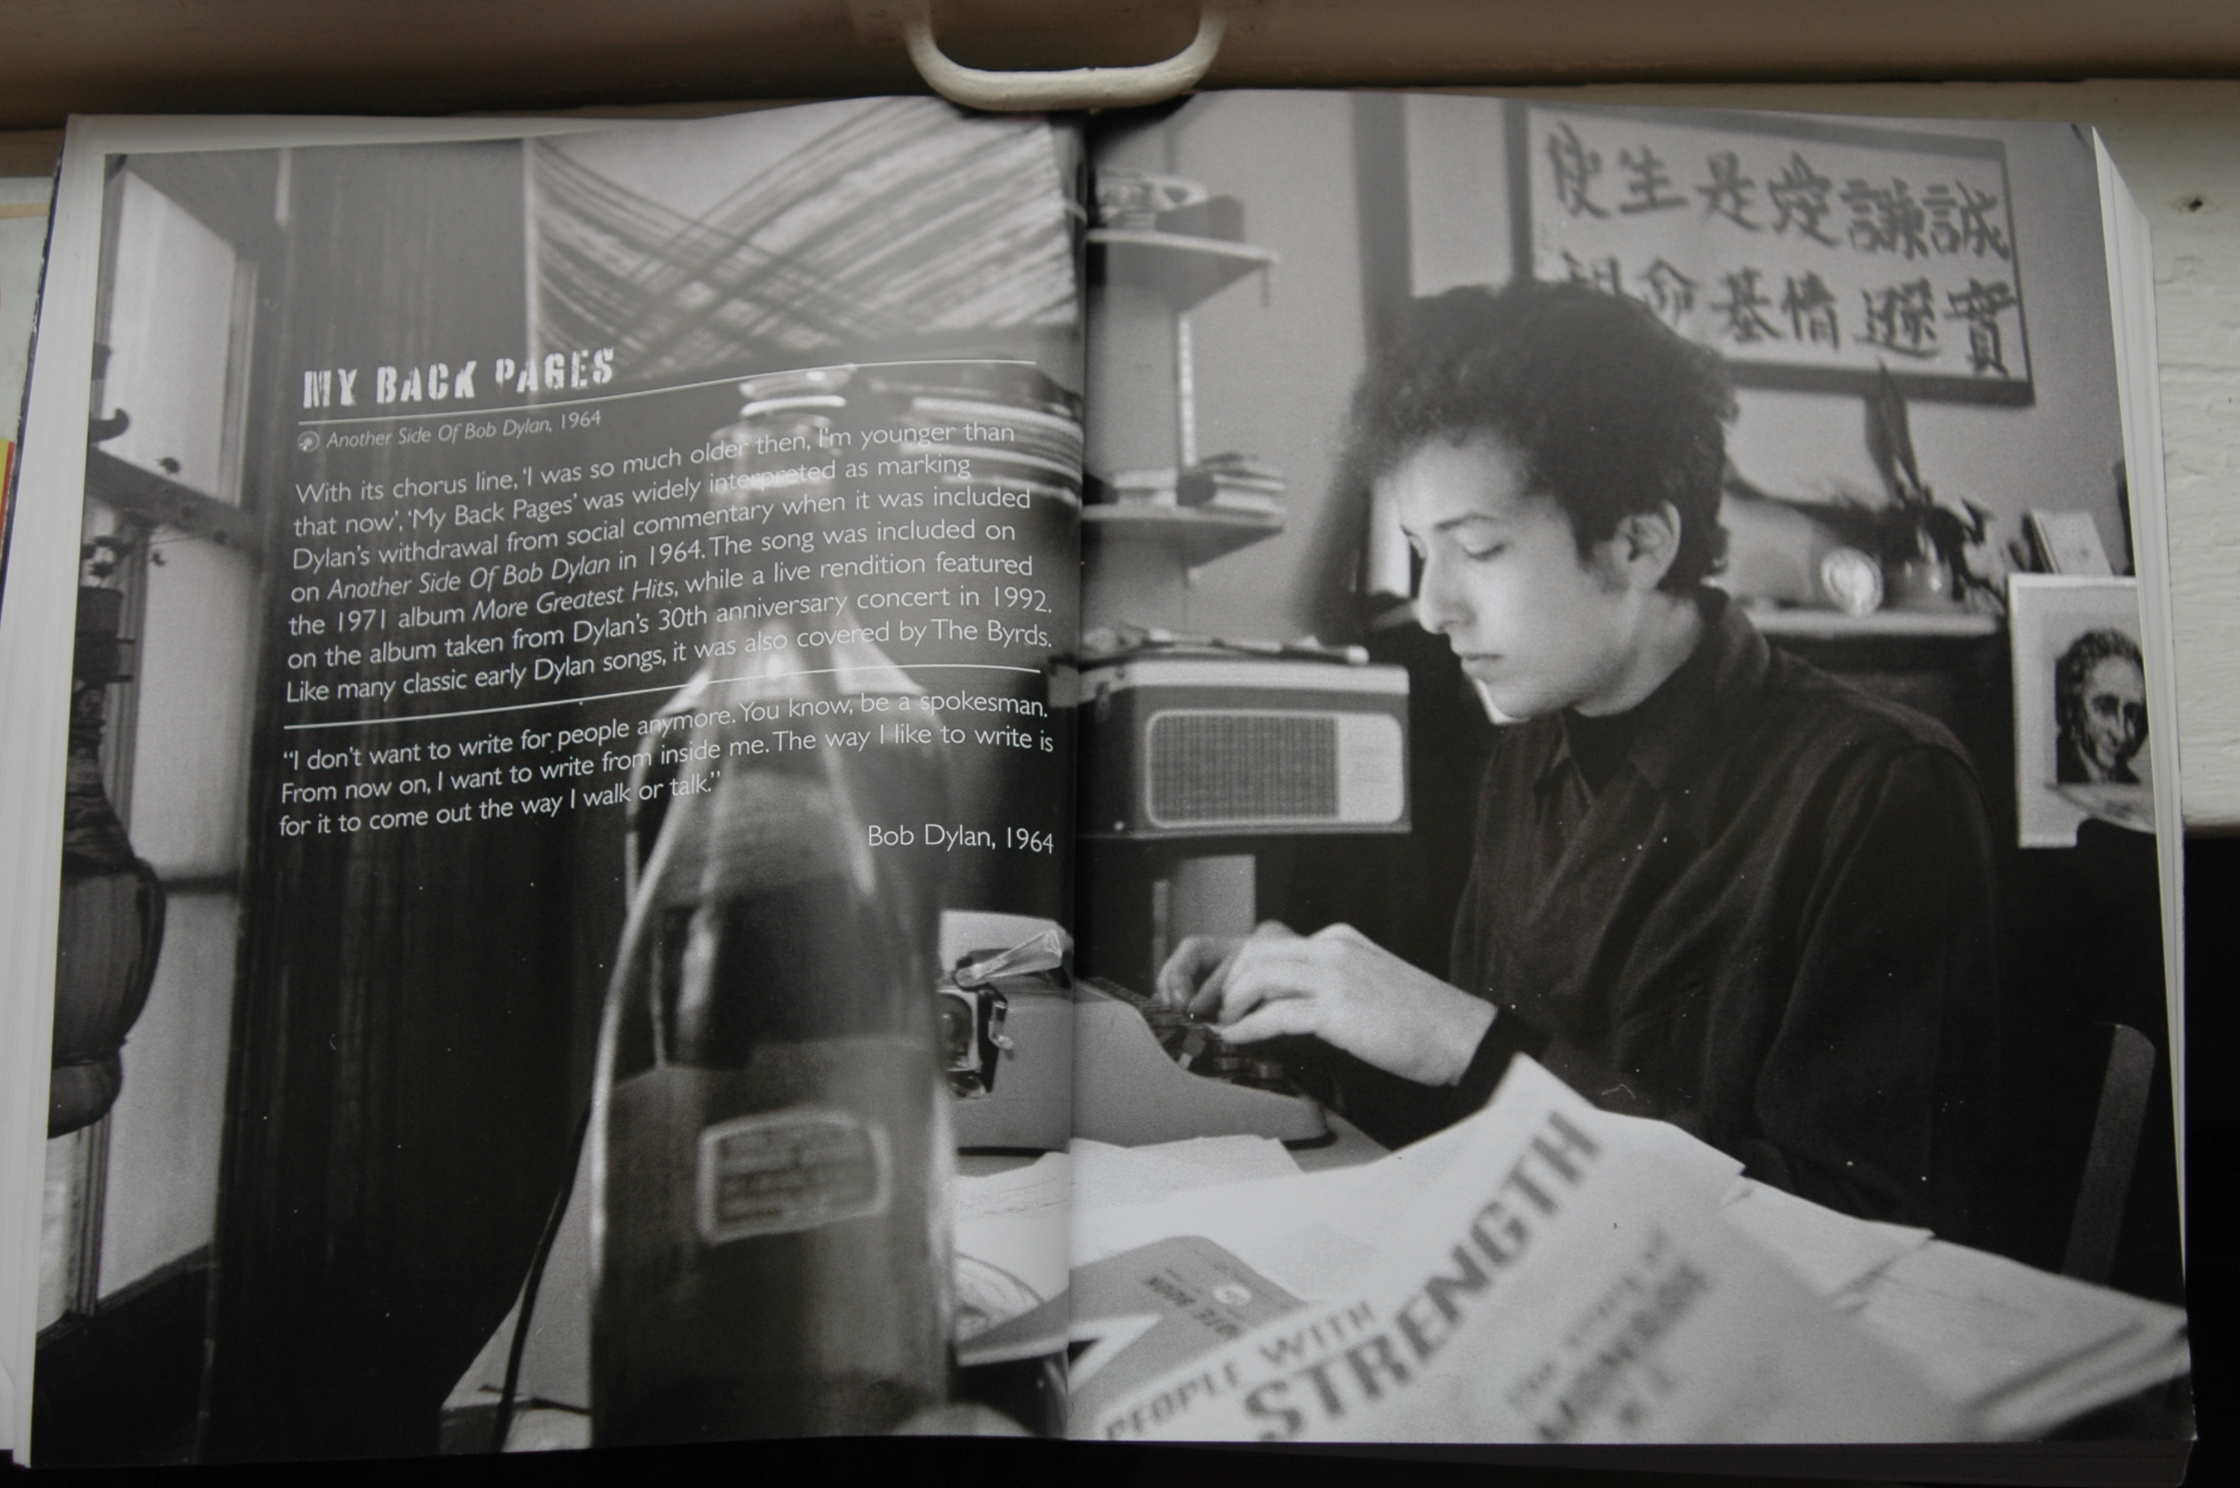 MY BACK PAGES
Another Side Of Bob Dylan, 1964
With its chorus line, 'I was so much older then, I'm younger than
that now', 'My Back Pages' was widely interpreted as marking
Dylan's withdrawal from social commentary when it was included
on Another Side Of Bob Dylan in 1964. The song was included on
the 1971 album More Greatest Hits, while a live rendition featured
on the album taken from Dylan's 30th anniversary concert in 1992.
Like many classic early Dylan songs, it was also covered by The Byrds.
“I don't want to write for people anymore. You know, be a spokesman.
From now on, I want to write from inside me. The way I like to write is
for it to come out the way I walk or talk.”
Bob Dylan, 1964
使生是愛謙誠
命基情遜實
NOTE BOOK
PEOPLE WITH
STRENGTH